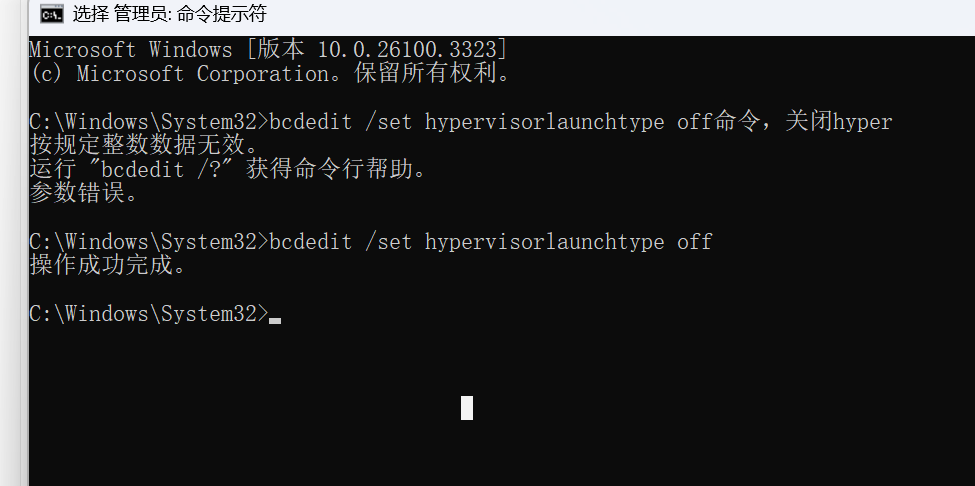 选择 管理员: 命令提示符
Microsoft Windows [版本 10.0.26100.3323]
(c) Microsoft Corporation。保留所有权利。
C:\Windows\System32>bcdedit /set hypervisorlaunchtype off命令，关闭hyper
按规定整数数据无效。
运行 "bcdedit /?" 获得命令行帮助。
参数错误。
C:\Windows\System32>bcdedit /set hypervisorlaunchtype off
操作成功完成。
C:\Windows\System32>